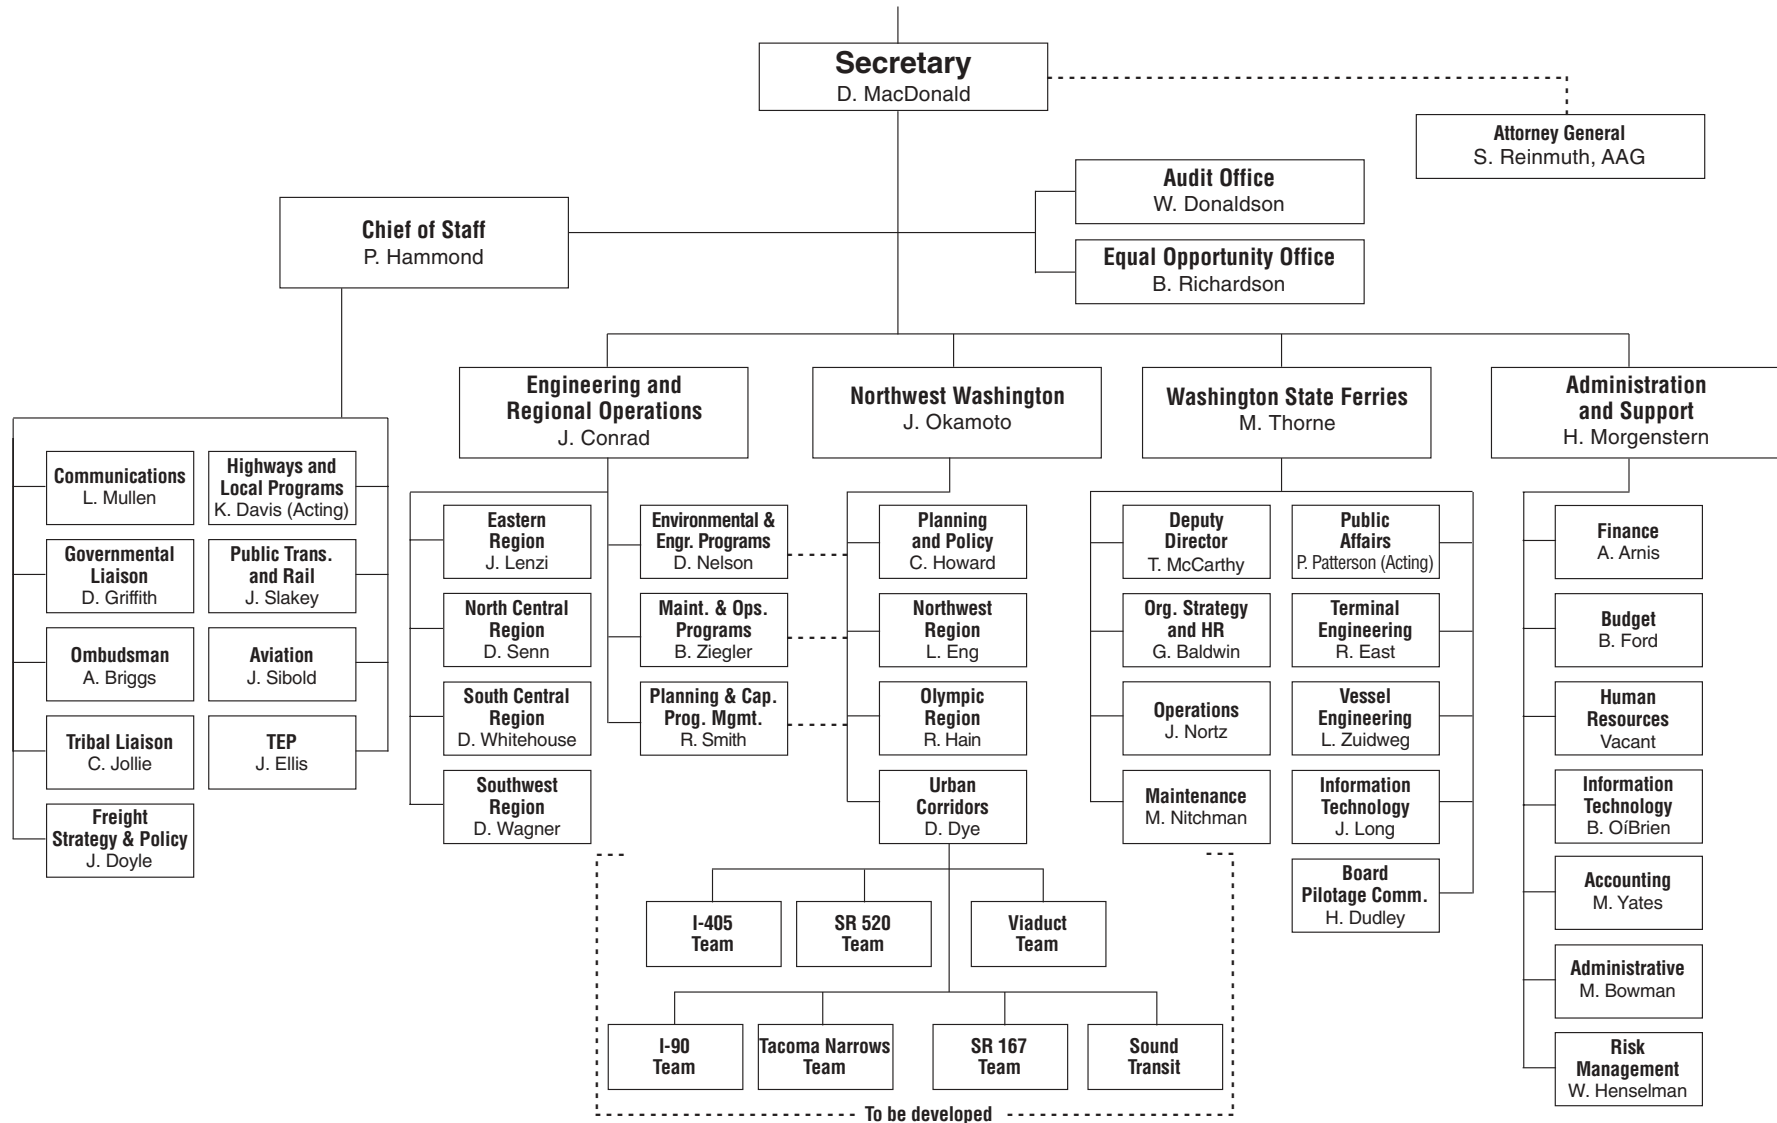 Secretary
D. MacDonald
Attorney General
S. Reinmuth, AAG
Audit Office
W. Donaldson
Chief of Staff
P. Hammond
Equal Opportunity Office
B. Richardson
Engineering and
Regional Operations
J. Conrad
Northwest Washington
J. Okamoto
Washington State Ferries
M. Thorne
Administration
and Support
H. Morgenstern
Communications
L. Mullen
Highways and
Local Programs
K. Davis (Acting)
Governmental
Liaison
D. Griffith
Public Trans.
and Rail
J. Slakey
Ombudsman
A. Briggs
Aviation
J. Sibold
Tribal Liaison
C. Jollie
TEP
J. Ellis
Freight
Strategy & Policy
J. Doyle
Eastern
Region
J. Lenzi
Environmental &
Engr. Programs
D. Nelson
North Central
Region
D. Senn
Maint. & Ops.
Programs
B. Ziegler
South Central
Region
D. Whitehouse
Planning & Cap.
Prog. Mgmt.
R. Smith
Southwest
Region
D. Wagner
Planning
and Policy
C. Howard
Northwest
Region
L. Eng
Olympic
Region
R. Hain
Urban
Corridors
D. Dye
Deputy
Director
T. McCarthy
Public
Affairs
P. Patterson (Acting)
Org. Strategy
and HR
G. Baldwin
Terminal
Engineering
R. East
Operations
J. Nortz
Vessel
Engineering
L. Zuidweg
Maintenance
M. Nitchman
Information
Technology
J. Long
Board
Pilotage Comm.
H. Dudley
Finance
A. Arnis
Budget
B. Ford
Human
Resources
Vacant
Information
Technology
B. OíBrien
Accounting
M. Yates
Administrative
M. Bowman
Risk
Management
W. Henselman
I-405
Team
SR 520
Team
Viaduct
Team
I-90
Team
Tacoma Narrows
Team
SR 167
Team
Sound
Transit
To be developed